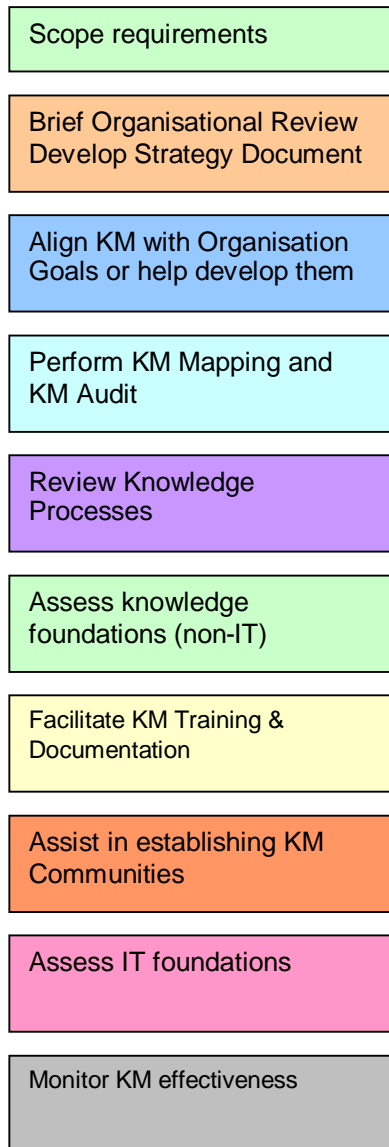 Scope requirements
Brief Organisational Review
Develop Strategy Document
Align KM with Organisation
Goals or help develop them
Perform KM Mapping and
KM Audit
Review Knowledge
Processes
Assess knowledge
foundations (non-IT)
Facilitate KM Training &
Documentation
Assist in establishing KM
Communities
Assess IT foundations
Monitor KM effectiveness